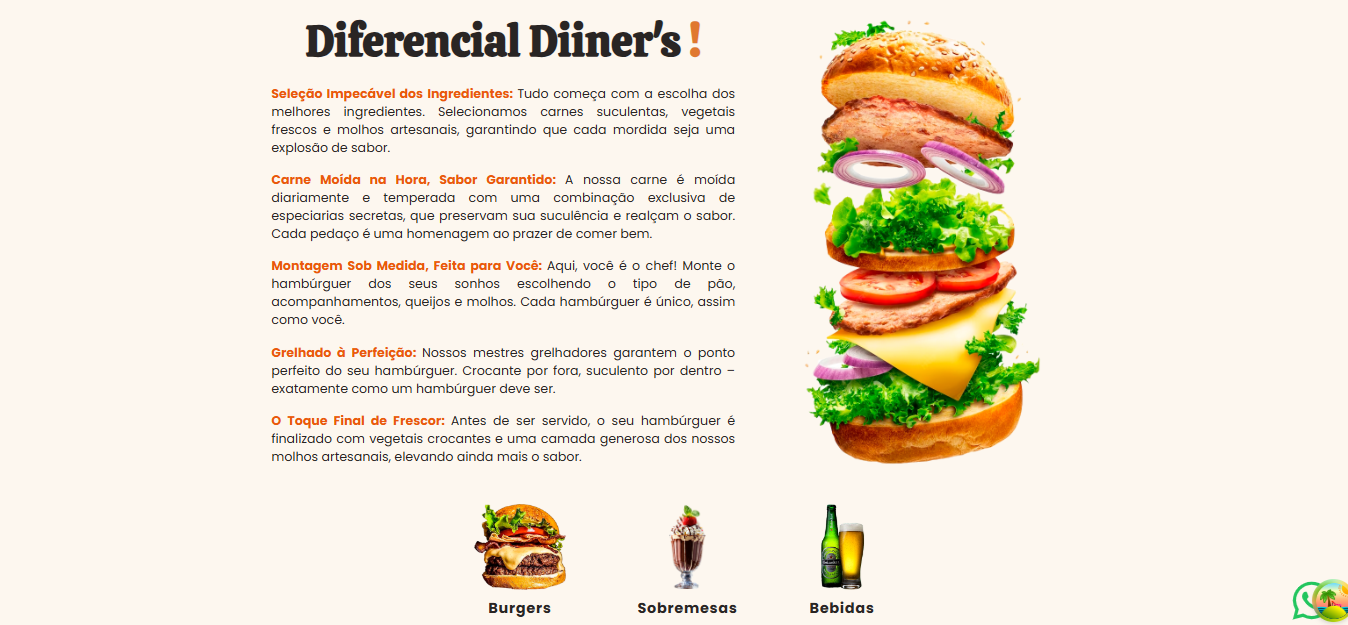 Diferencial Diiner's !
Seleção Impecável dos Ingredientes: Tudo começa com a escolha dos
melhores ingredientes. Selecionamos carnes suculentas, vegetais
frescos e molhos artesanais, garantindo que cada mordida seja uma
explosão de sabor.
Carne Moída na Hora, Sabor Garantido: A nossa carne é moída
diariamente e temperada com uma combinação exclusiva de
especiarias secretas, que preservam sua suculência e realçam o sabor.
Cada pedaço é uma homenagem ao prazer de comer bem.
Montagem Sob Medida, Feita para Você: Aqui, você é o chef! Monte o
hambúrguer dos seus sonhos escolhendo o tipo de pão,
acompanhamentos, queijos e molhos. Cada hambúrguer é único, assim
como você.
Grelhado à Perfeição: Nossos mestres grelhadores garantem o ponto
perfeito do seu hambúrguer. Crocante por fora, suculento por dentro –
exatamente como um hambúrguer deve ser.
O Toque Final de Frescor: Antes de ser servido, o seu hambúrguer é
finalizado com vegetais crocantes e uma camada generosa dos nossos
molhos artesanais, elevando ainda mais o sabor.
Burgers
Sobremesas
Bebidas